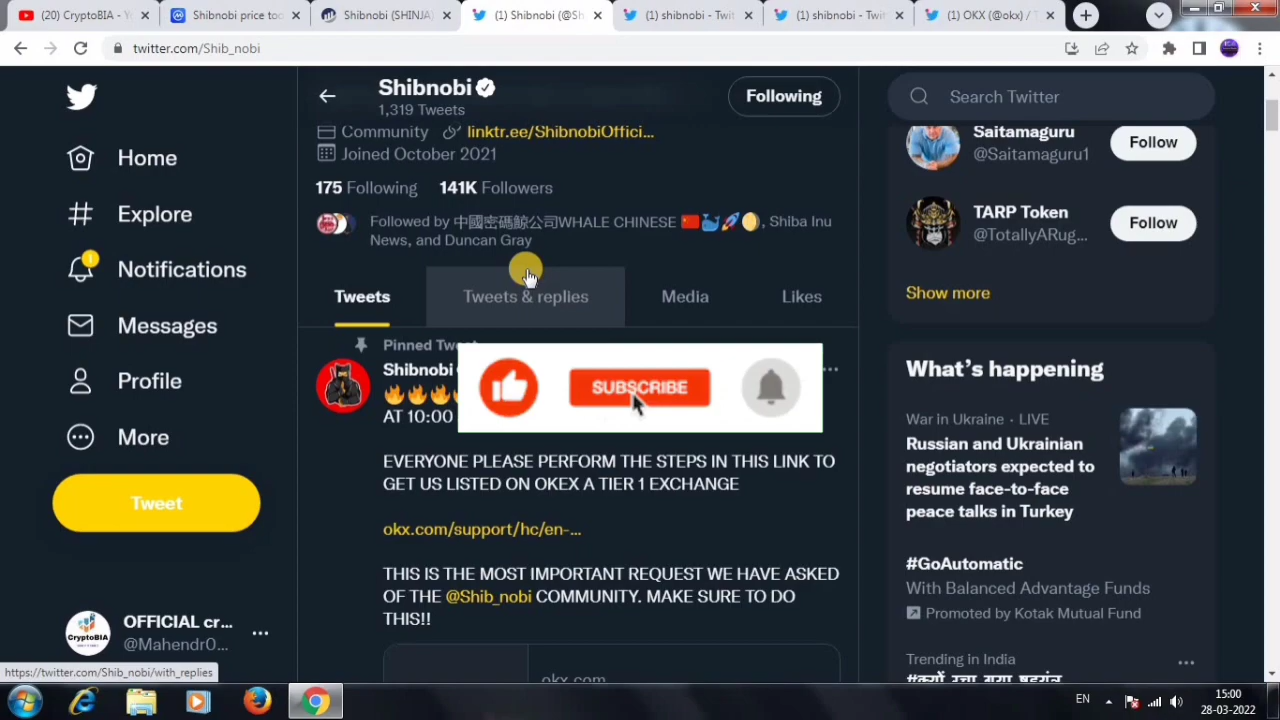 (20) CryptoBIA - Y
Shibnobi price too
Shibnobi (SHINJA
(1) Shibnobi (@Sh
(1) shibnobi - Twit
(1) shibnobi - Twit
(1) OKX (@okx) / T
twitter.com/Shib_nobi
Home
Explore
1
Notifications
Messages
Profile
More
Tweet
OFFICIAL cr...
@Mahendr0...
CryptoBIA
https://twitter.com/Shib_nobi/with_replies
Shibnobi
1,319 Tweets
Following
Community linktr.ee/ShibnobiOffici...
Joined October 2021
175 Following 141K Followers
Followed by 中國密碼鯨公司WHALE CHINESE 🇨🇳🐳🚀🌖, Shiba Inu
News, and Duncan Gray
Tweets Tweets & replies Media Likes
Pinned Tw
Shibnobi
🔥🔥🔥
AT 10:00
SUBSCRIBE
EVERYONE PLEASE PERFORM THE STEPS IN THIS LINK TO
GET US LISTED ON OKEX A TIER 1 EXCHANGE
okx.com/support/hc/en-...
THIS IS THE MOST IMPORTANT REQUEST WE HAVE ASKED
OF THE @Shib_nobi COMMUNITY. MAKE SURE TO DO
THIS!!
okx.com
Search Twitter
Saitamaguru
@Saitamaguru1
Follow
TARP Token
@TotallyARug...
Follow
Show more
What's happening
War in Ukraine · LIVE
Russian and Ukrainian
negotiators expected to
resume face-to-face
peace talks in Turkey
#GoAutomatic
With Balanced Advantage Funds
Promoted by Kotak Mutual Fund
Trending in India
#क्यों_रचा_गया_षड्यंत्र
EN
15:00
28-03-2022